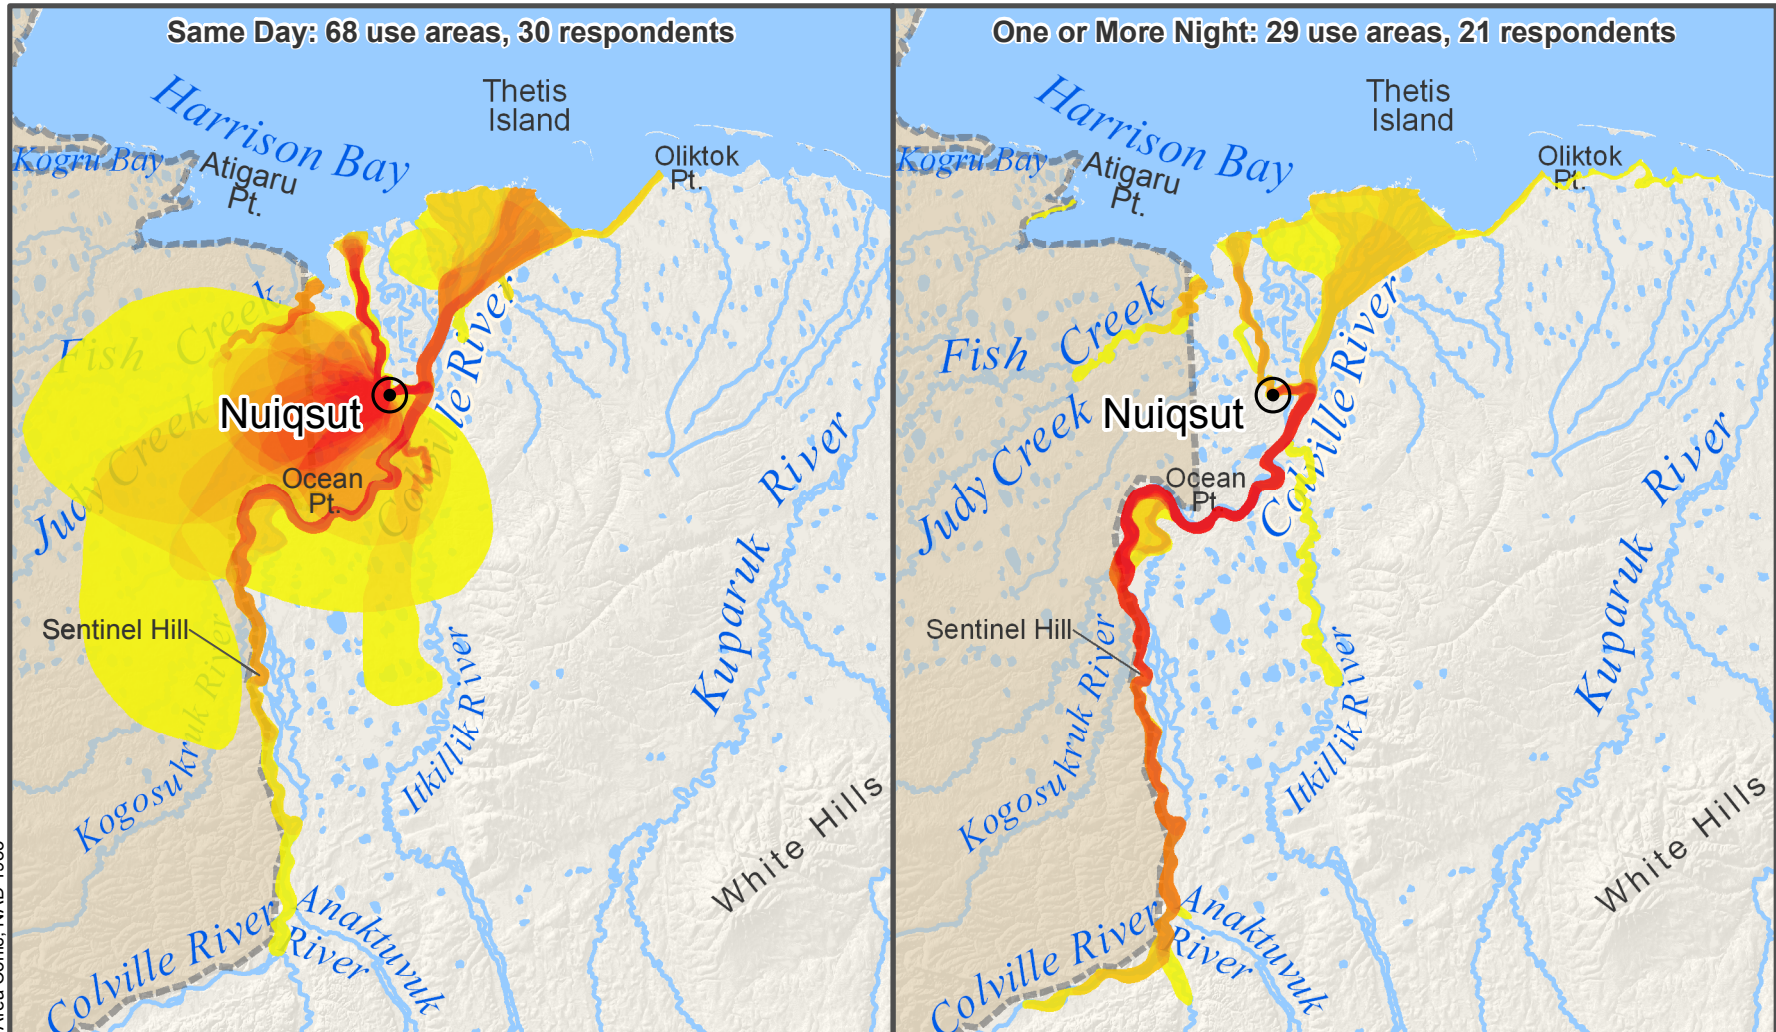 Same Day: 68 use areas, 30 respondents
Thetis
Island
Harrison Bay
Kogru Bay
Atigaru
Pt.
Oliktok
Pt.
Fish Creek
Nuiqsut
Judy Creek
Ocean
Pt.
Colville River
Kuparuk River
Sentinel Hill
Kogosukruk River
Itkillik River
White Hills
Colville River
Anaktuvuk
River
One or More Night: 29 use areas, 21 respondents
Thetis
Island
Harrison Bay
Kogru Bay
Atigaru
Pt.
Oliktok
Pt.
Fish Creek
Nuiqsut
Judy Creek
Ocean
Pt.
Colville River
Kuparuk River
Sentinel Hill
Kogosukruk River
Itkillik River
White Hills
Colville River
Anaktuvuk
River